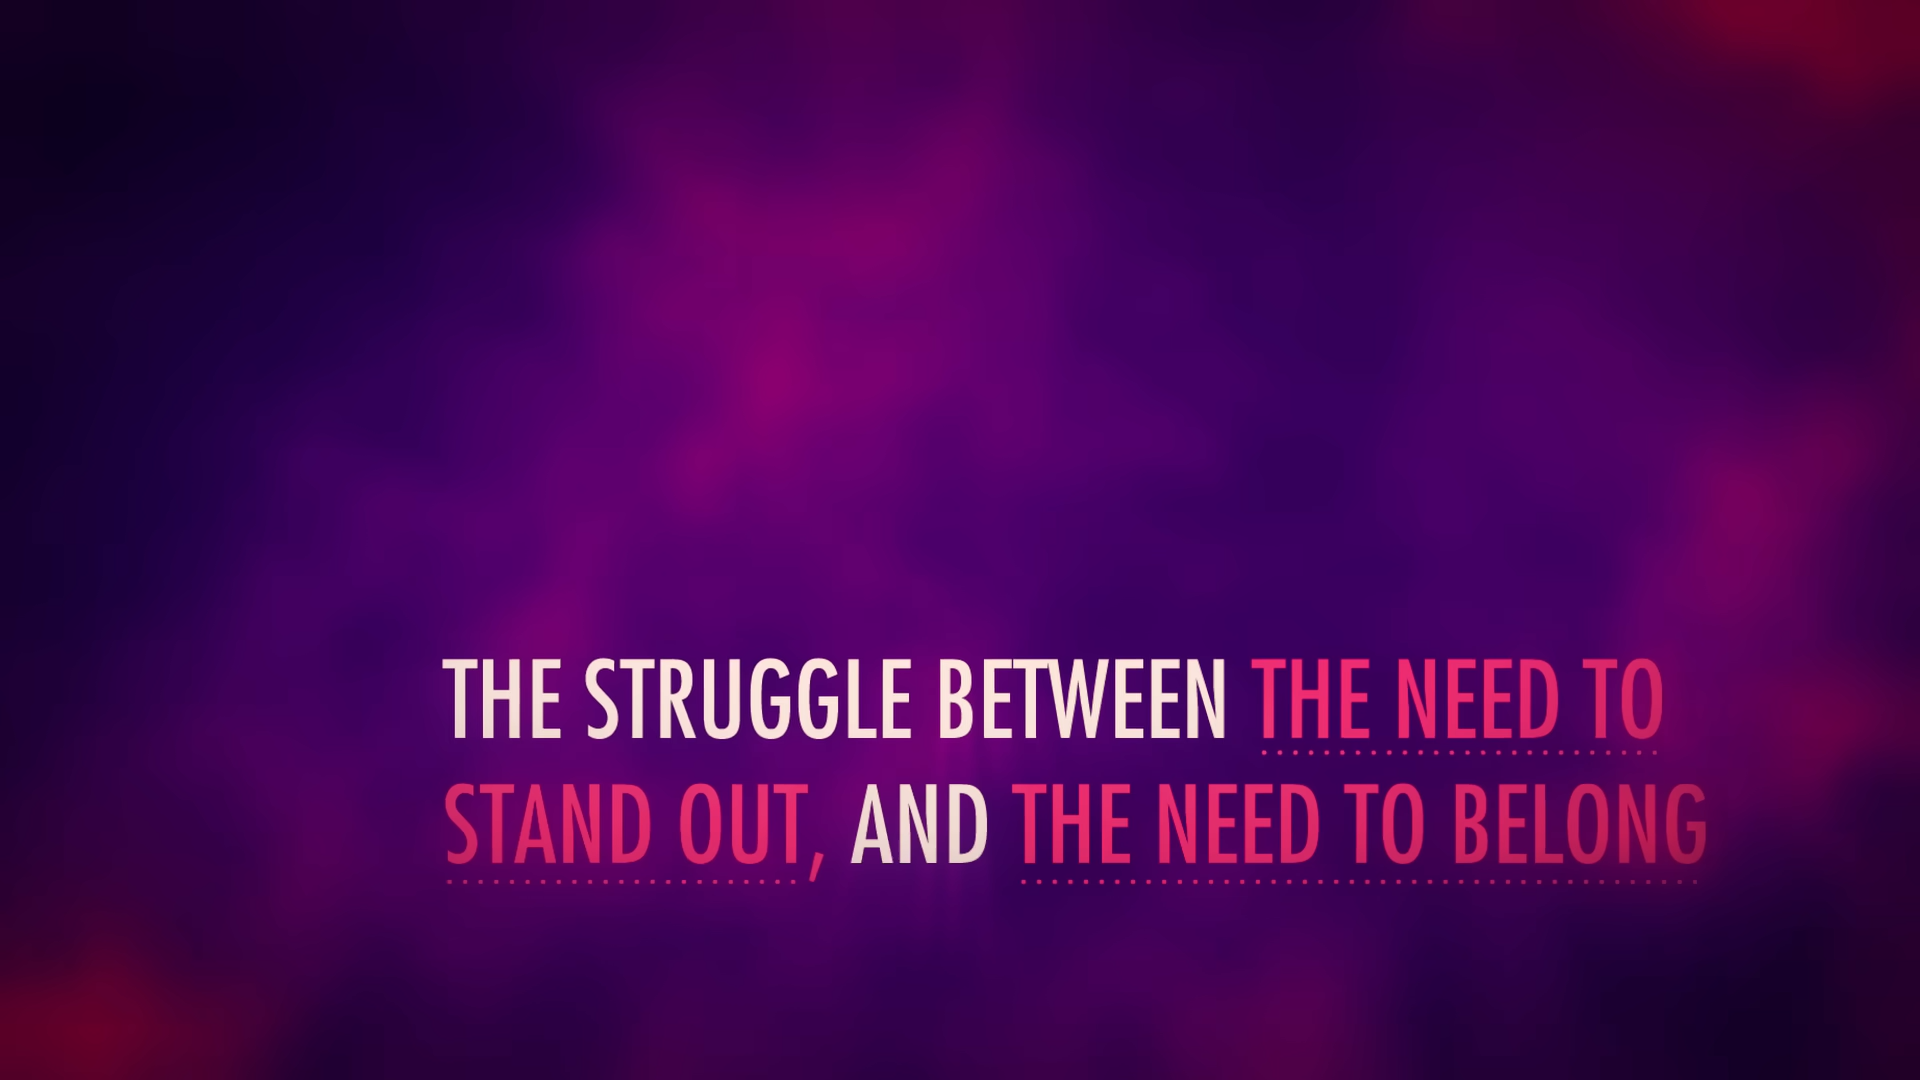 THE STRUGGLE BETWEEN THE NEED TO
STAND OUT, AND THE NEED TO BELONG